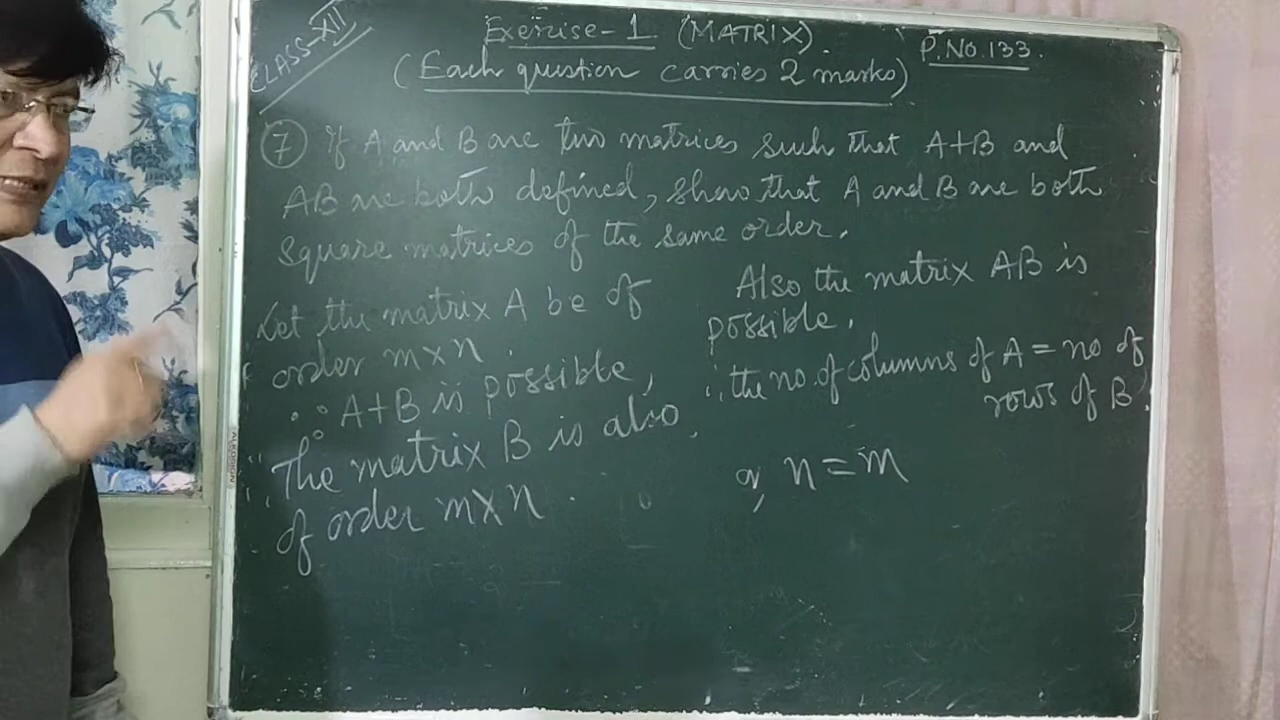 CLASS-XII
Exercise-1 (MATRIX).
P.No.133.
(Each question carries 2 marks)
7 If A and B are two matrices such that A+B and
AB are both defined, show that A and B are both
square matrices of the same order.
Let the matrix A be of
order m×n.
∵ A+B is possible,
∴ The matrix B is also
of order m×n.
Also the matrix AB is
possible.
∴ the no. of columns of A = no of
rows of B.
or, n=m